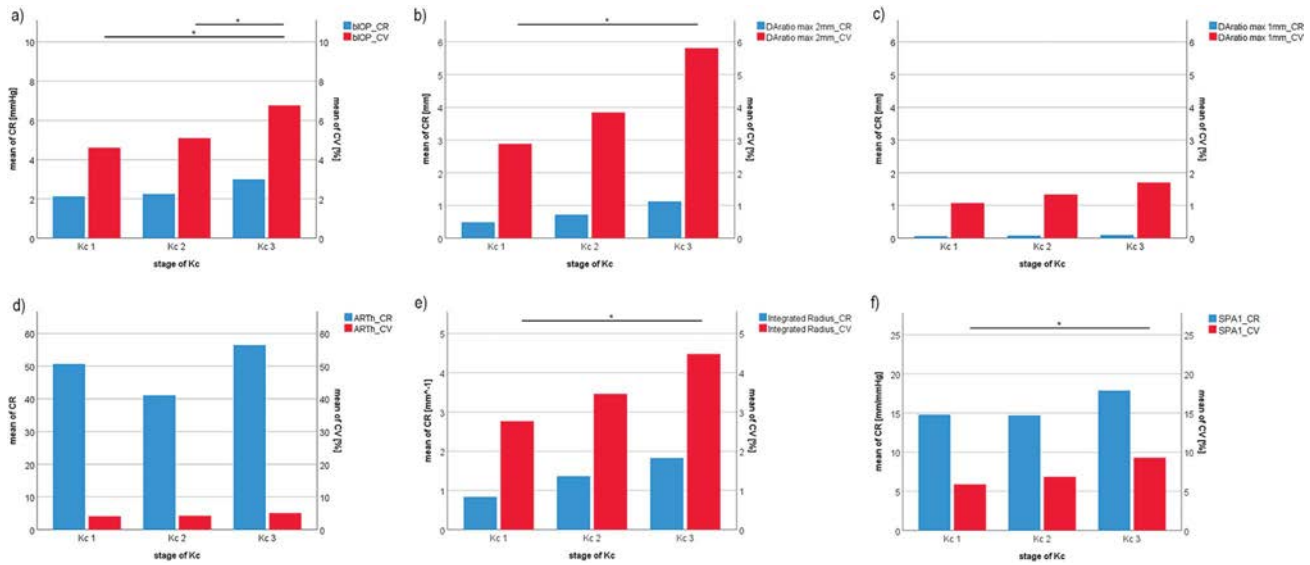 a)
*
*
bIOP_CR
bIOP_CV
mean of CR [mmHg]
10
8
6
4
2
0
10
8
6
4
2
0
mean of CV [%]
Kc 1 Kc 2 Kc 3
stage of Kc
b)
*
DAratio max 2mm_CR
DAratio max 2mm_CV
mean of CR [mm]
6
5
4
3
2
1
0
6
5
4
3
2
1
0
mean of CV [%]
Kc 1 Kc 2 Kc 3
stage of Kc
c)
DAratio max 1mm_CR
DAratio max 1mm_CV
mean of CR [mm]
6
5
4
3
2
1
0
6
5
4
3
2
1
0
mean of CV [%]
Kc 1 Kc 2 Kc 3
stage of Kc
d)
ARTh_CR
ARTh_CV
mean of CR
60
50
40
30
20
10
0
60
50
40
30
20
10
0
mean of CV [%]
Kc 1 Kc 2 Kc 3
stage of Kc
e)
*
Integrated Radius_CR
Integrated Radius_CV
mean of CR [mm^-1]
5
4
3
2
1
0
5
4
3
2
1
0
mean of CV [%]
Kc 1 Kc 2 Kc 3
stage of Kc
f)
*
SPA1_CR
SPA1_CV
mean of CR [mm/mmHg]
25
20
15
10
5
0
25
20
15
10
5
0
mean of CV [%]
Kc 1 Kc 2 Kc 3
stage of Kc